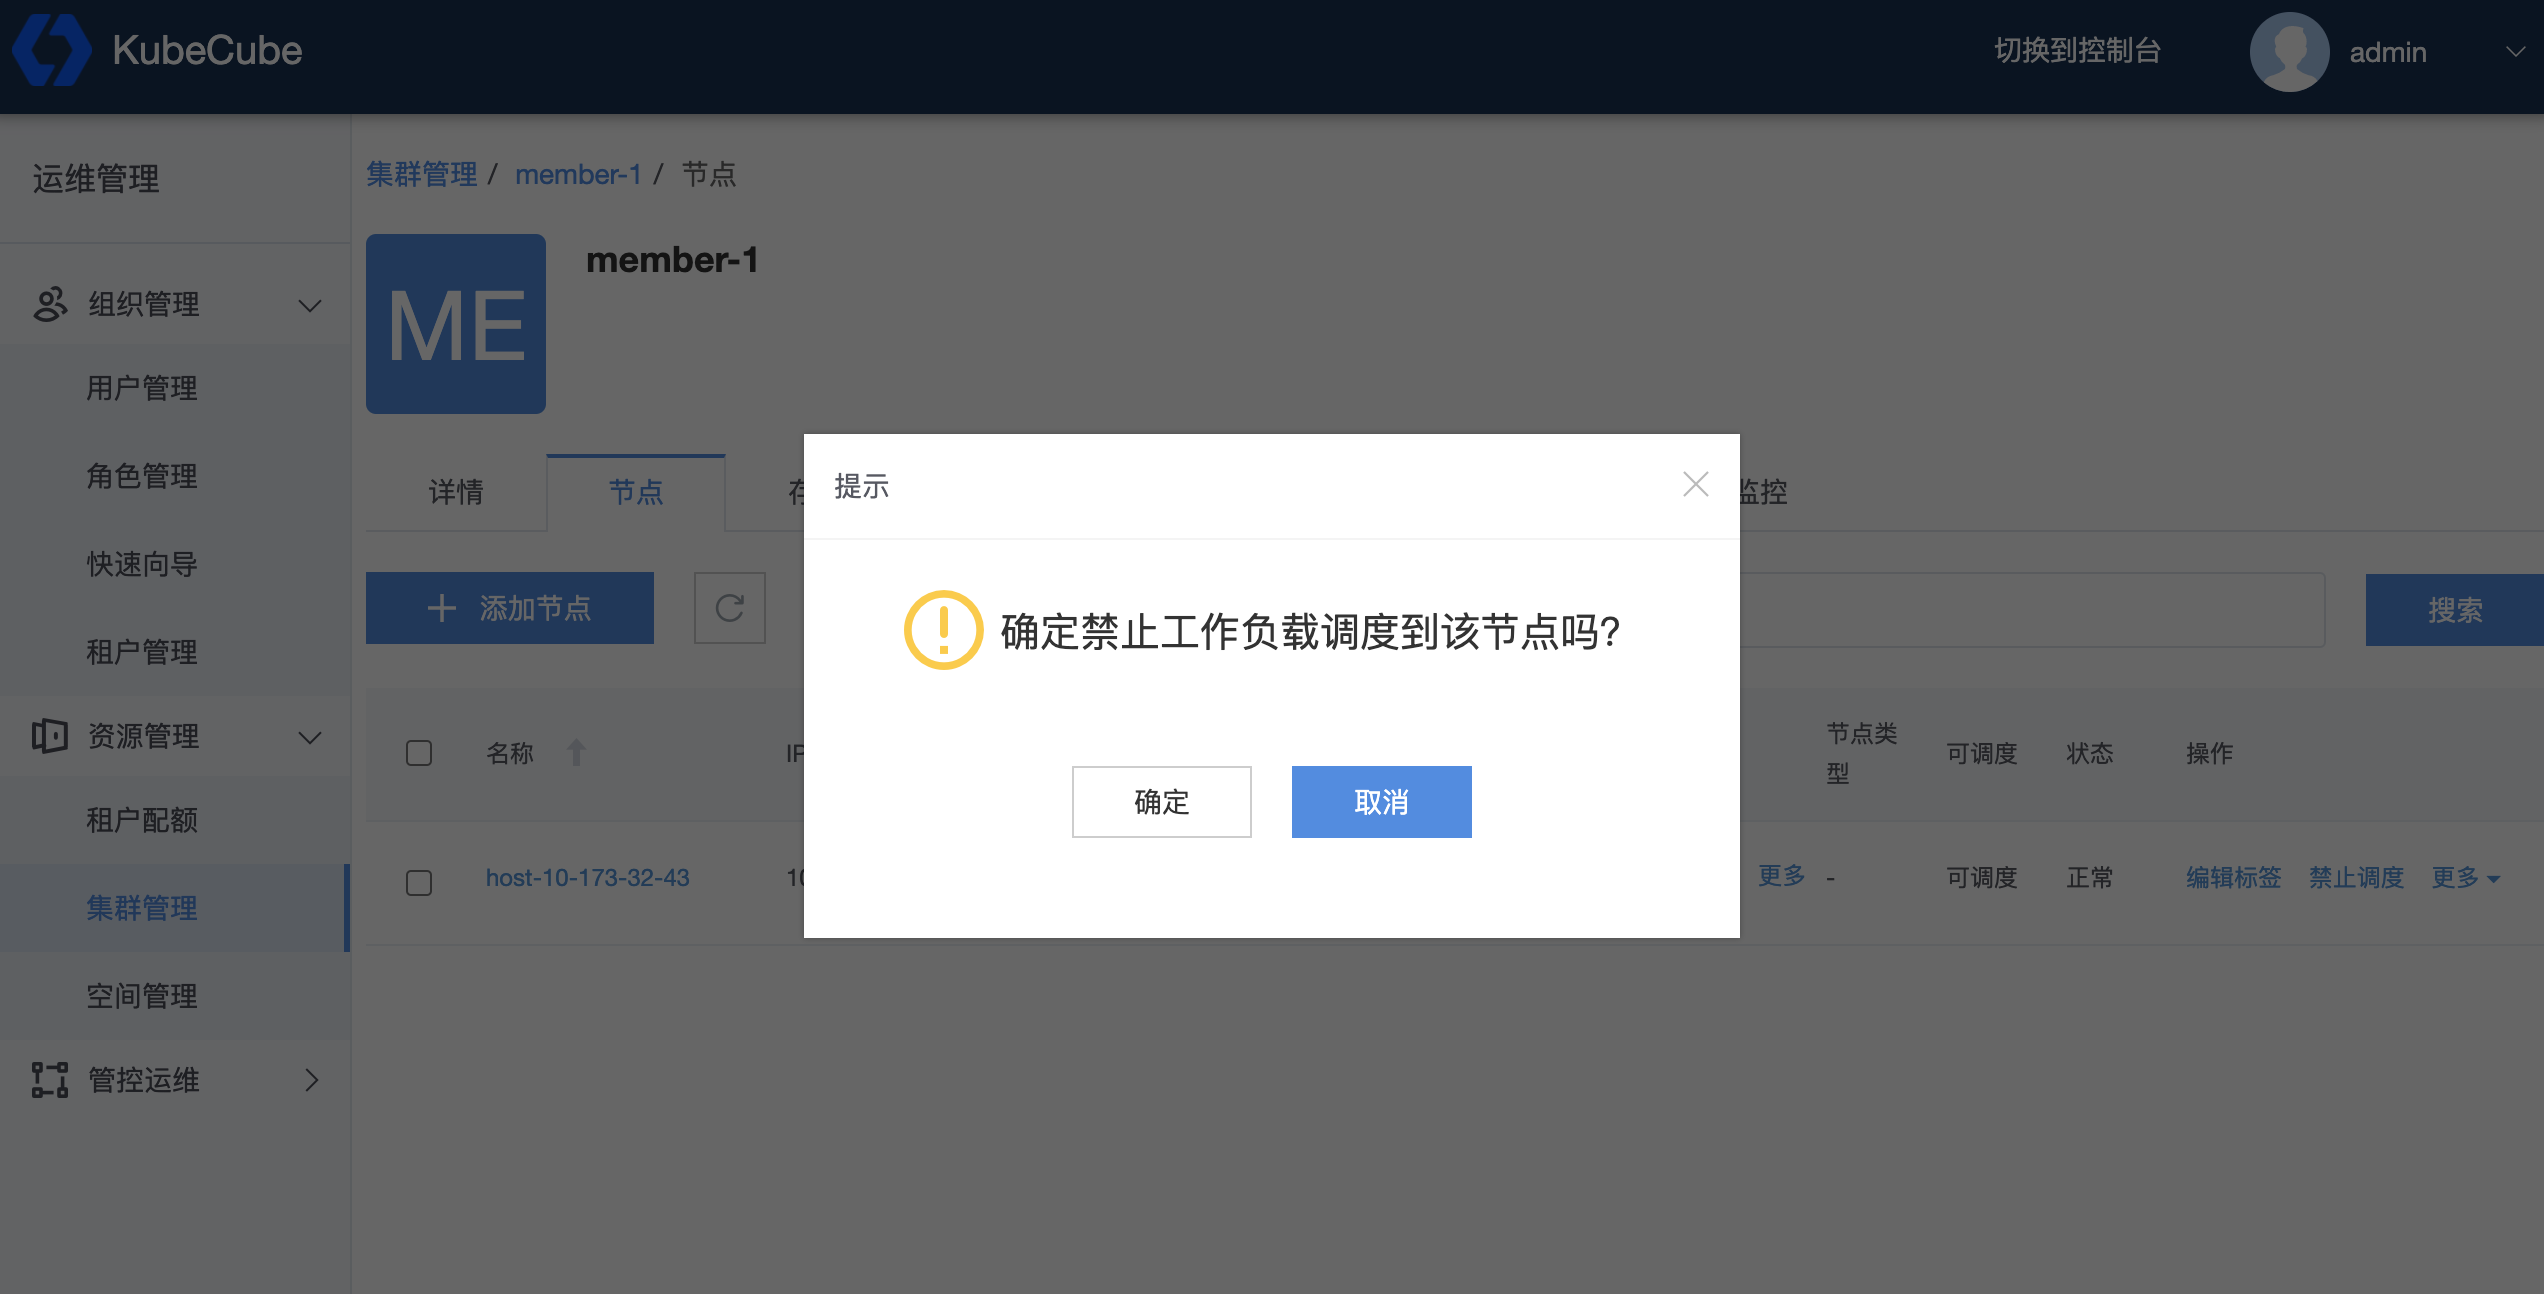 KubeCube
切换到控制台
admin
运维管理
组织管理
用户管理
角色管理
快速向导
租户管理
资源管理
租户配额
集群管理
空间管理
管控运维
集群管理 / member-1 / 节点
ME
member-1
详情
节点
监控
添加节点
搜索
名称
IP
节点类型
可调度
状态
操作
host-10-173-32-43
10
更多
-
可调度
正常
编辑标签
禁止调度
更多
提示
确定禁止工作负载调度到该节点吗?
确定
取消